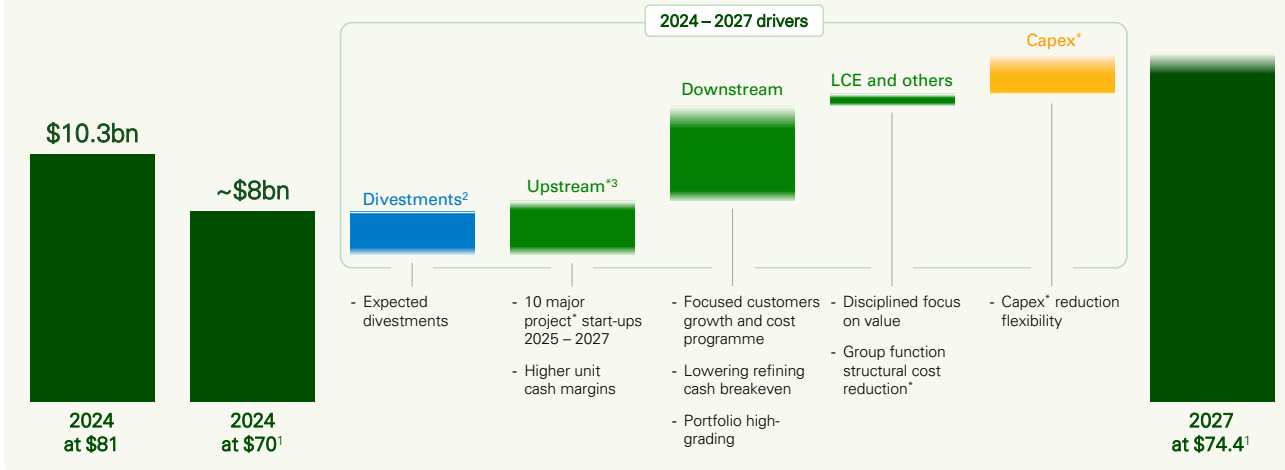 2024 – 2027 drivers
$10.3bn
2024
at $81
~$8bn
2024
at $70¹
Divestments²
- Expected
divestments
Upstream*³
- 10 major
project* start-ups
2025 – 2027
- Higher unit
cash margins
Downstream
- Focused customers
growth and cost
programme
- Lowering refining
cash breakeven
- Portfolio high-
grading
LCE and others
- Disciplined focus
on value
- Group function
structural cost
reduction*
Capex*
- Capex* reduction
flexibility
2027
at $74.4¹